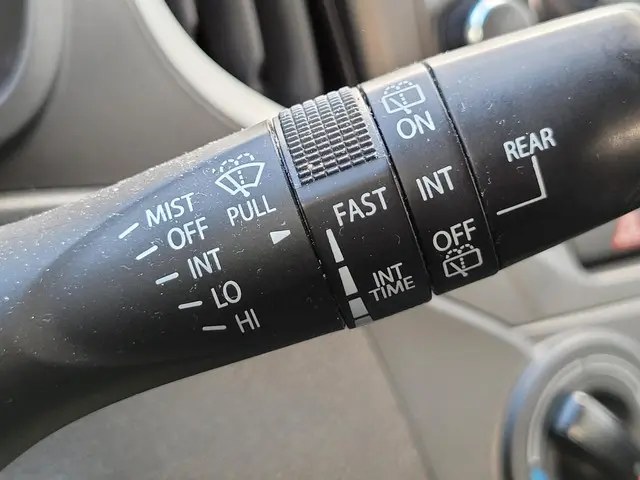 MIST
OFF
INT
LO
HI
PULL
FAST
INT
TIME
ON
INT
OFF
REAR